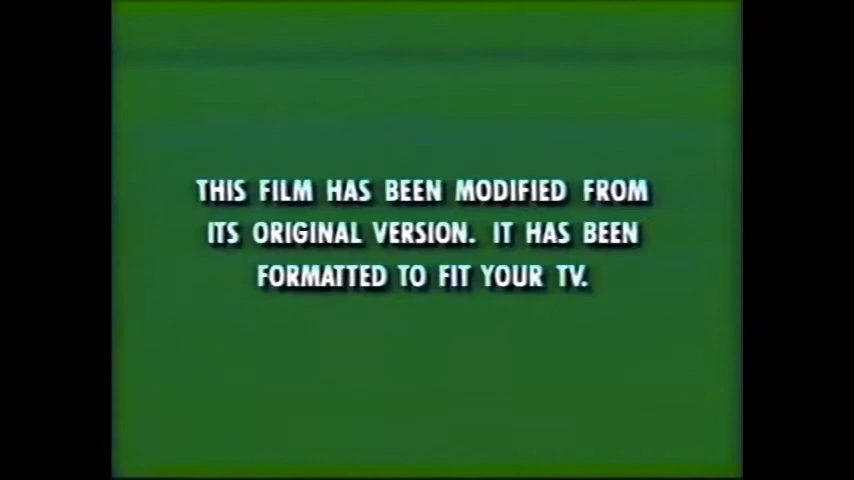 THIS FILM HAS BEEN MODIFIED FROM
ITS ORIGINAL VERSION. IT HAS BEEN
FORMATTED TO FIT YOUR TV.